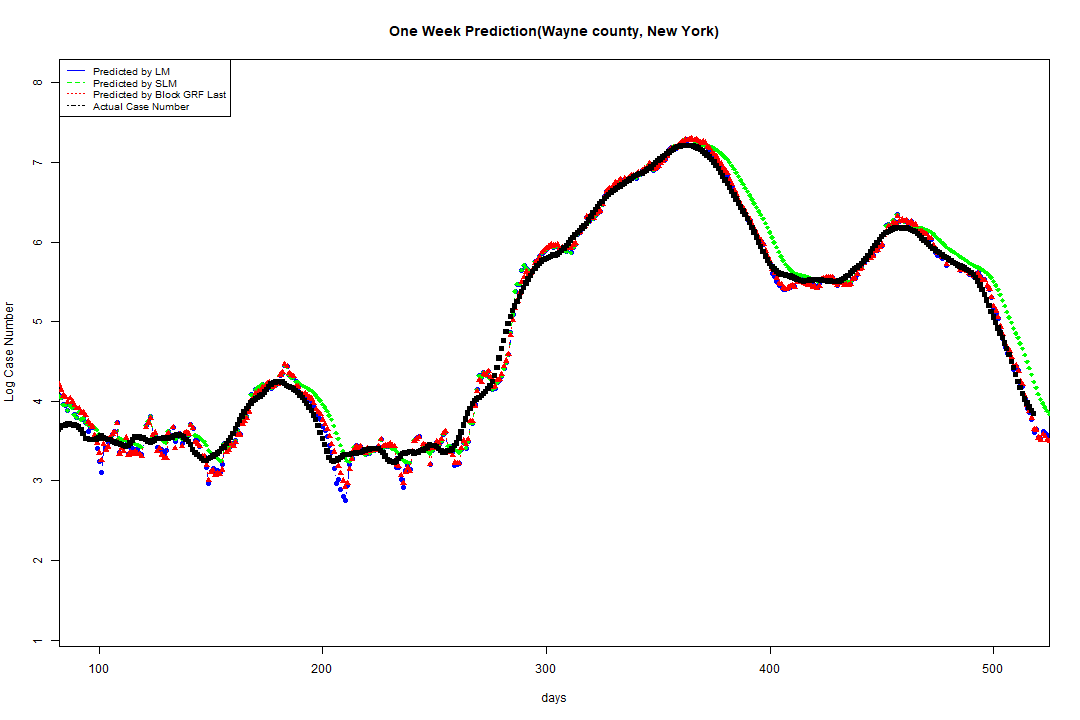 One Week Prediction(Wayne county, New York)
Predicted by LM
Predicted by SLM
Predicted by Block GRF Last
Actual Case Number
8
7
6
5
4
3
2
1
Log Case Number
100 200 300 400 500
days